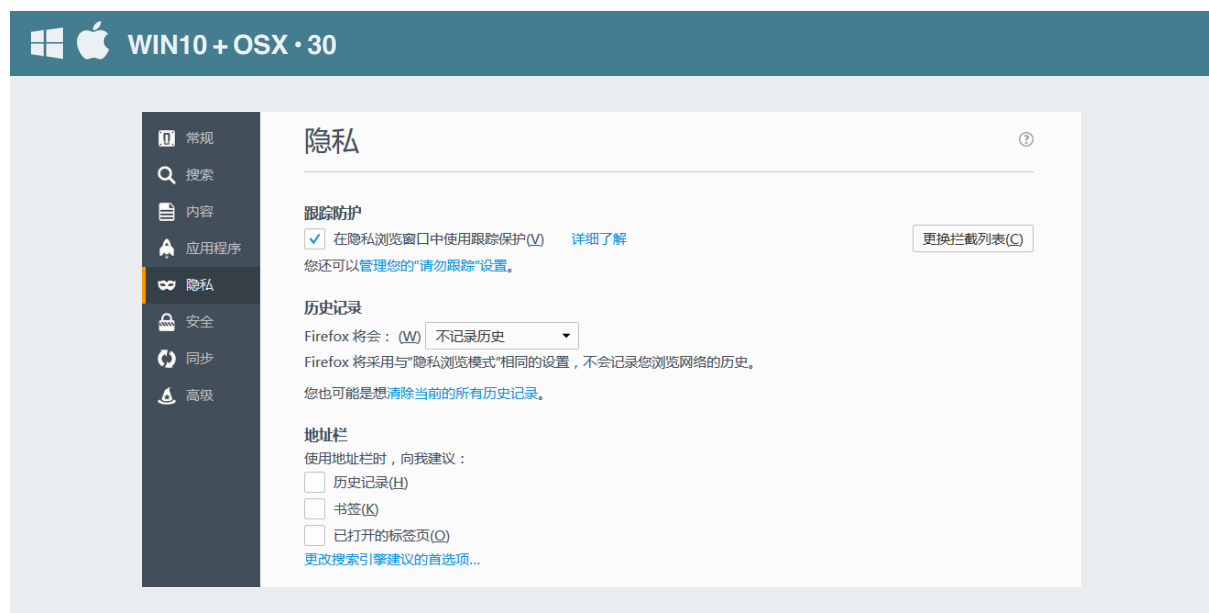 WIN10 + OSX · 30
常规
搜索
内容
应用程序
隐私
安全
同步
高级
隐私
跟踪防护
在隐私浏览窗口中使用跟踪保护(V) 详细了解 更换拦截列表(C)
您还可以管理您的"请勿跟踪"设置。
历史记录
Firefox 将会： (W) 不记录历史
Firefox 将采用与"隐私浏览模式"相同的设置，不会记录您浏览网络的历史。
您也可能是想清除当前的所有历史记录。
地址栏
使用地址栏时，向我建议：
历史记录(H)
书签(K)
已打开的标签页(O)
更改搜索引擎建议的首选项...